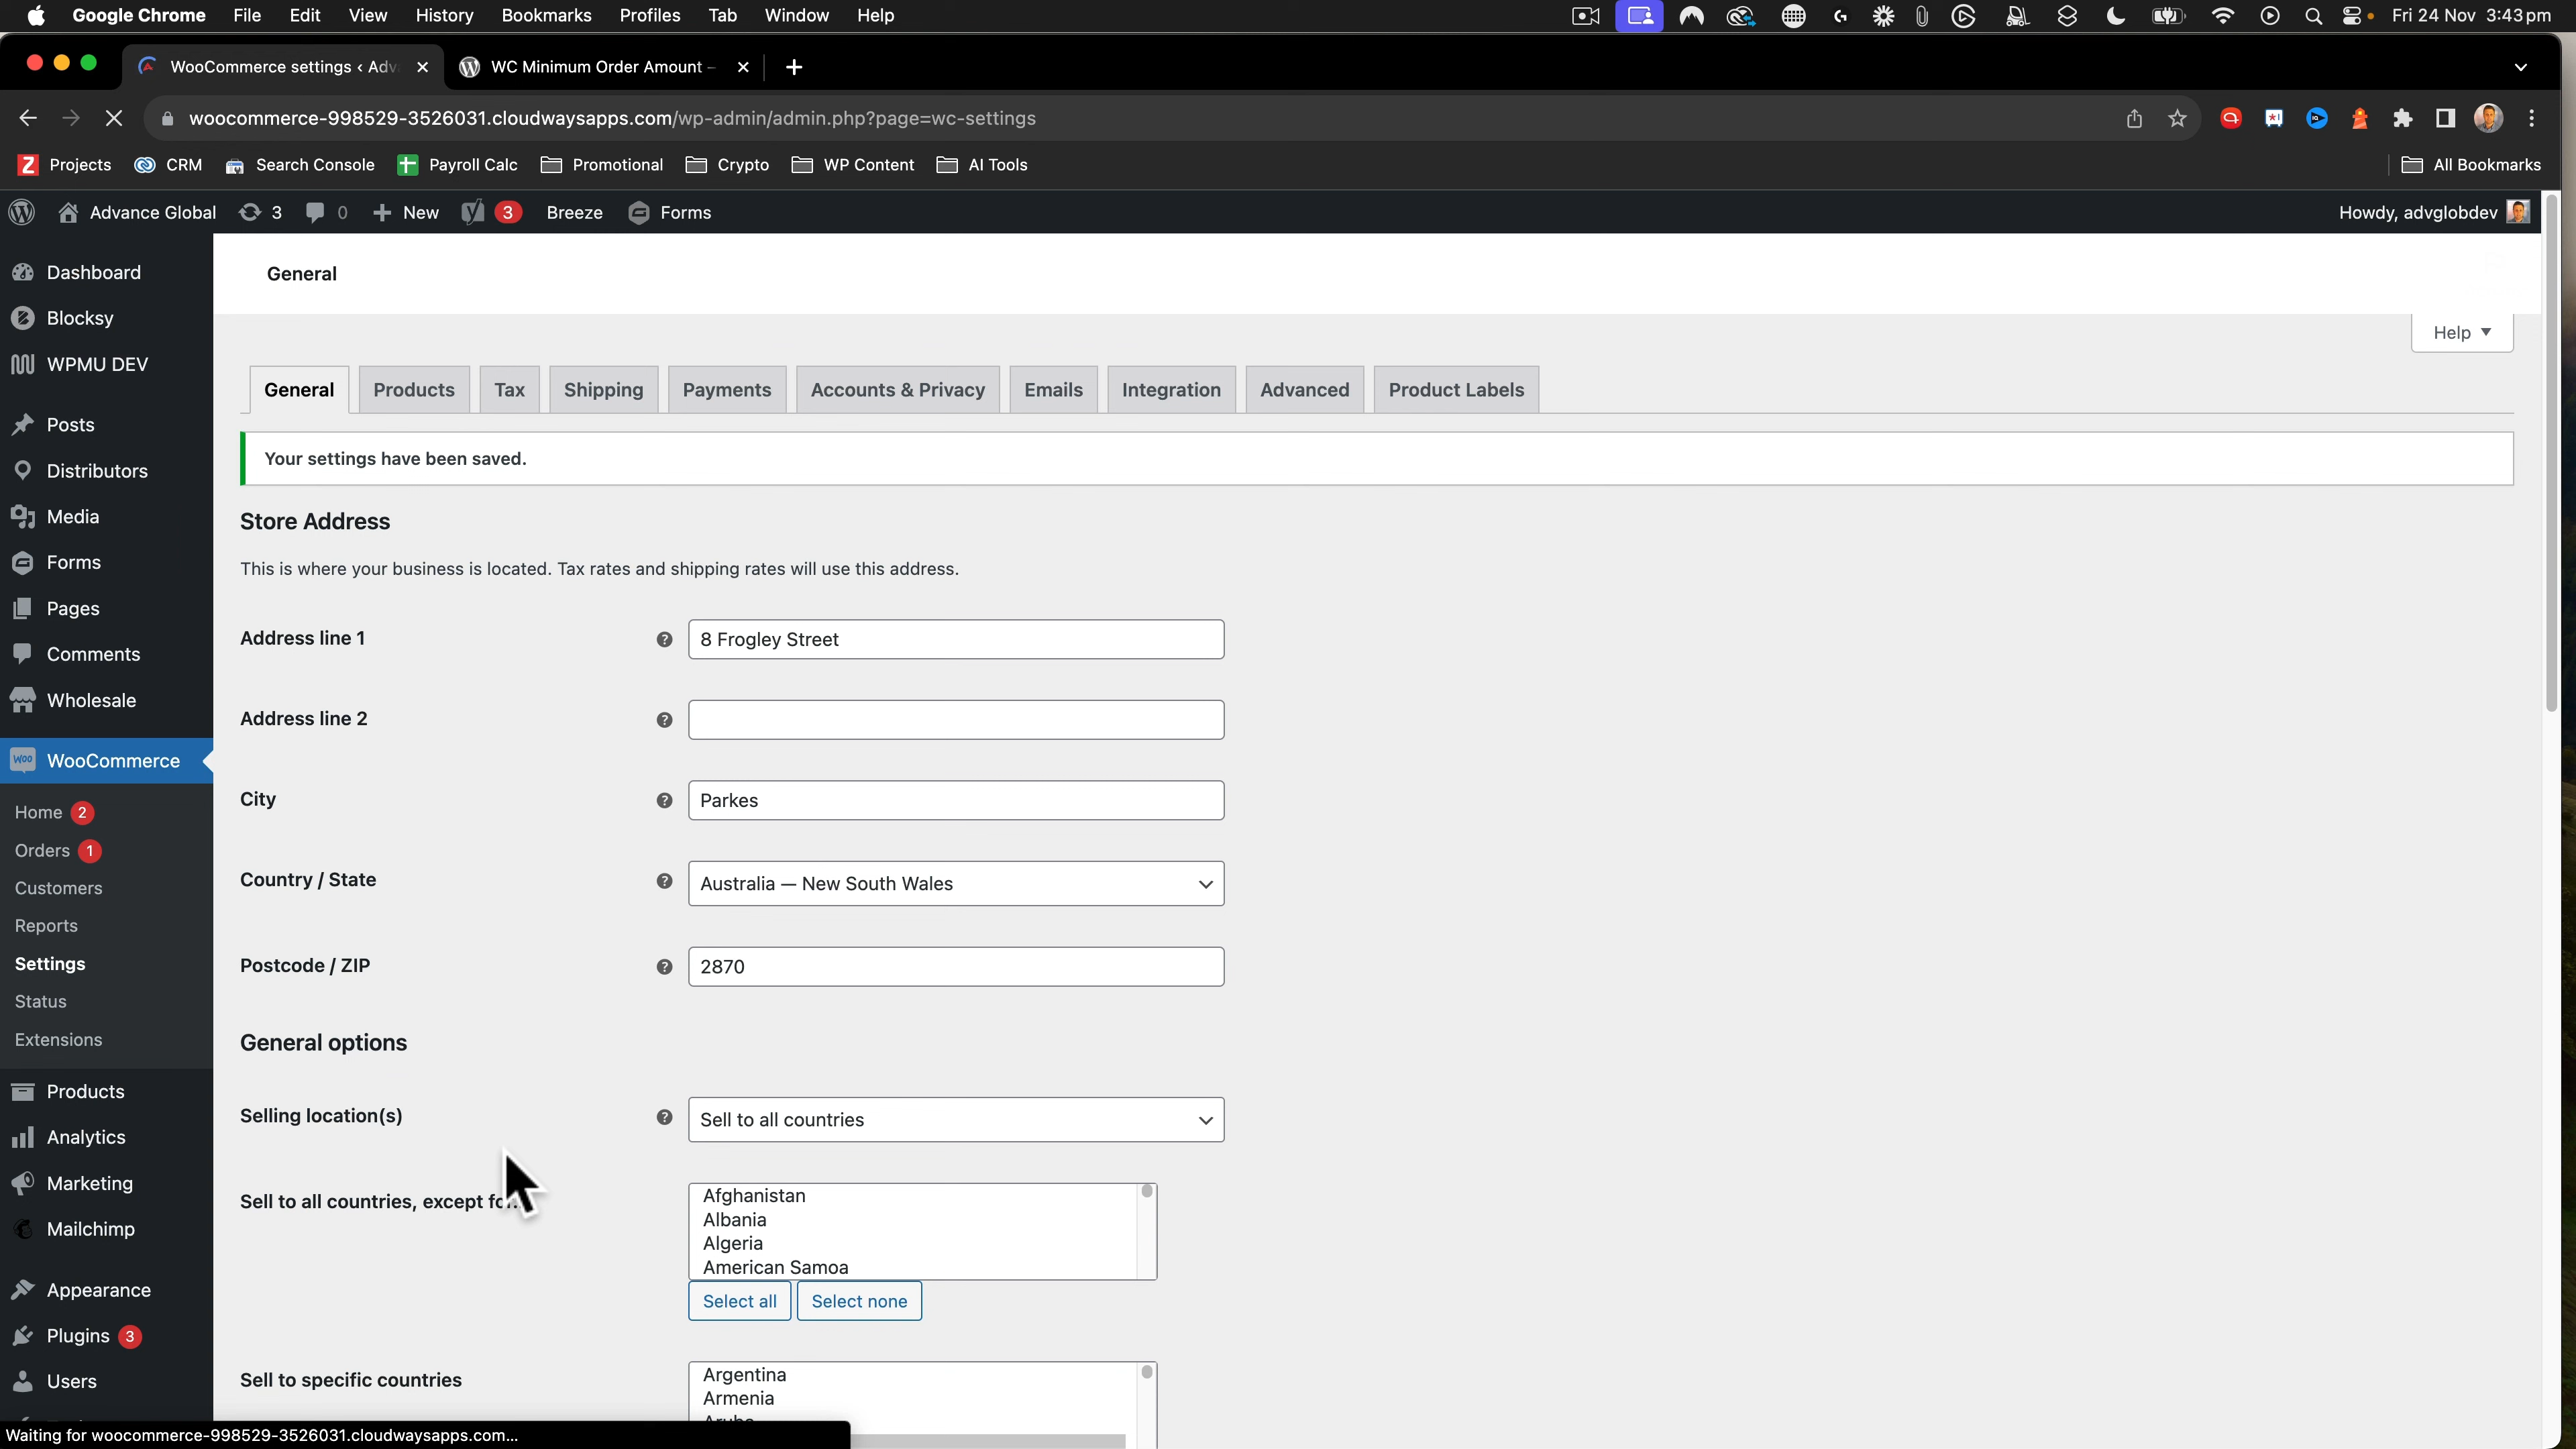 Google Chrome File Edit View History Bookmarks Profiles Tab Window Help Fri 24 Nov 3:43pm
WooCommerce settings ‹ Adv WC Minimum Order Amount –
woocommerce-998529-3526031.cloudwaysapps.com/wp-admin/admin.php?page=wc-settings
Projects CRM Search Console Payroll Calc Promotional Crypto WP Content AI Tools All Bookmarks
Advance Global 3 0 New 3 Breeze Forms Howdy, advglobdev
Dashboard
Blocksy
WPMU DEV
Posts
Distributors
Media
Forms
Pages
Comments
Wholesale
Woo WooCommerce
Home 2
Orders 1
Customers
Reports
Settings
Status
Extensions
Products
Analytics
Marketing
Mailchimp
Appearance
Plugins 3
Users
General
Help
General Products Tax Shipping Payments Accounts & Privacy Emails Integration Advanced Product Labels
Your settings have been saved.
Store Address
This is where your business is located. Tax rates and shipping rates will use this address.
Address line 1 8 Frogley Street
Address line 2
City Parkes
Country / State Australia — New South Wales
Postcode / ZIP 2870
General options
Selling location(s) Sell to all countries
Sell to all countries, except
Afghanistan
Albania
Algeria
American Samoa
Select all Select none
Sell to specific countries
Argentina
Armenia
Waiting for woocommerce-998529-3526031.cloudwaysapps.com...